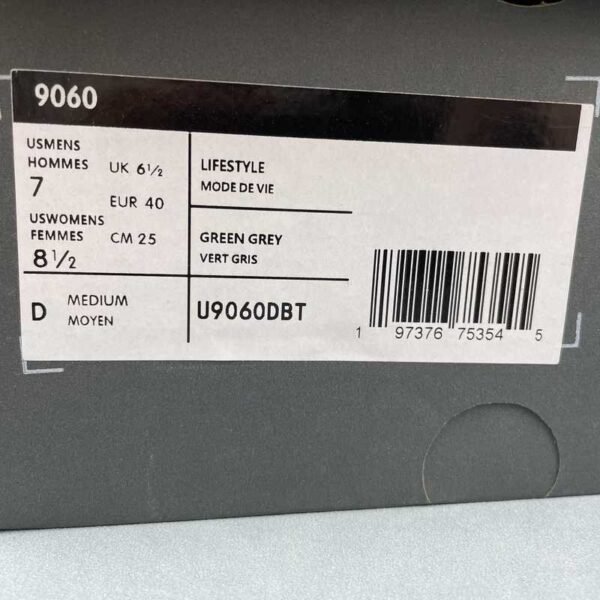 9060
USMENS
HOMMES
7
UK 6½
EUR 40
USWOMENS
FEMMES
8½
CM 25
LIFESTYLE
MODE DE VIE
GREEN GREY
VERT GRIS
D MEDIUM
MOYEN
U9060DBT
1 97376 75354 5